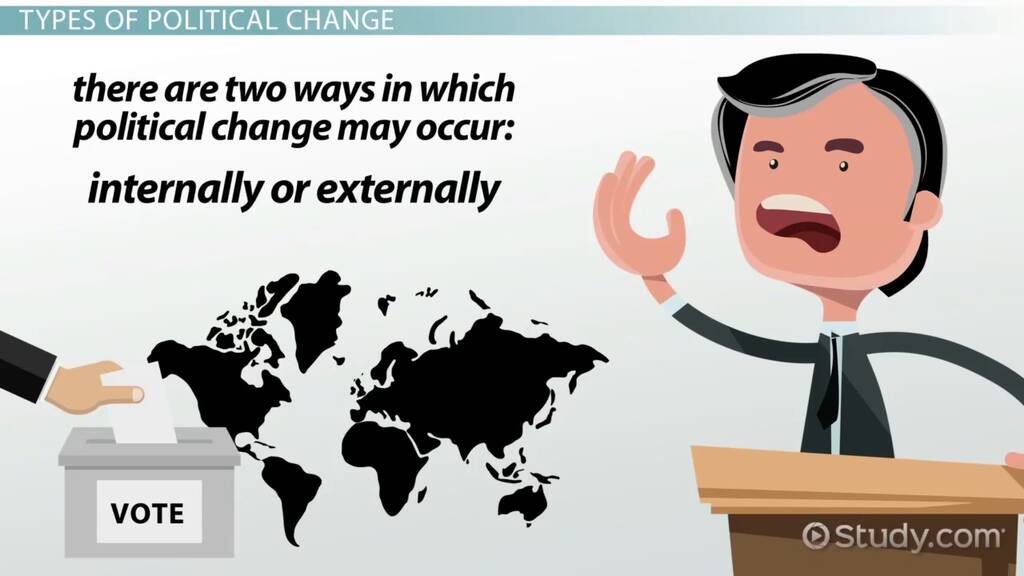 TYPES OF POLITICAL CHANGE
there are two ways in which
political change may occur:
internally or externally
VOTE
Study.com